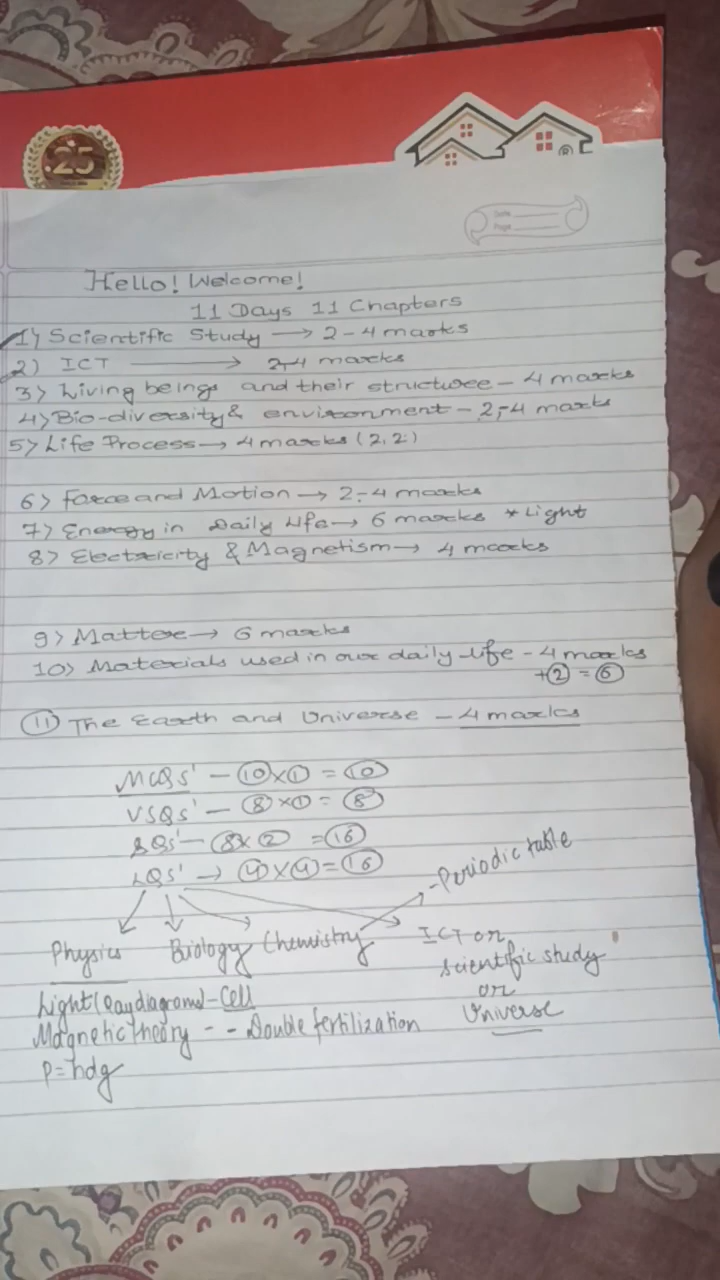 25
R
Date
Page
Hello! Welcome!
11 Days 11 Chapters
1) Scientific Study → 2-4 marks
2) ICT → 2-4 marks
3) Living beings and their structure - 4 marks
4) Bio-diversity & environment - 2-4 marks
5) Life Process → 4 marks (2,2)
6) Force and Motion → 2-4 marks
7) Energy in Daily Life → 6 marks * Light
8) Electricity & Magnetism → 4 marks
9) Matter → 6 marks
10) Materials used in our daily-life - 4 marks
+2 = 6
11 The Earth and Universe - 4 marks
MCQs' - 10 × 1 = 10
VSQs' - 8 × 1 = 8
SQs' - 8 × 2 = 16
LQs' → 4 × 4 = 16
- Periodic table
Physics Biology Chemistry ICT or
scientific study
or
Universe
Light (ray diagrams) - Cell
Magnetic theory - - Double fertilization
P = hdg